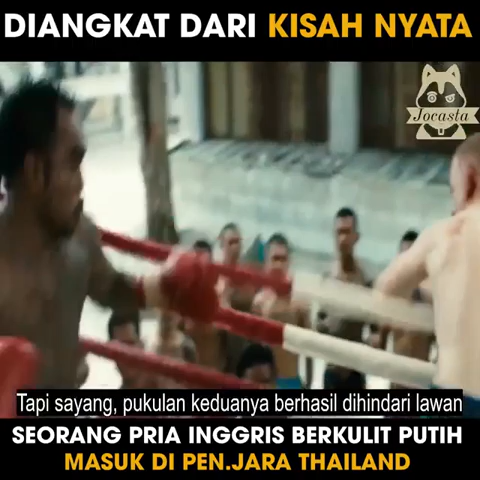 DIANGKAT DARI KISAH NYATA
Jocasta
Tapi sayang, pukulan keduanya berhasil dihindari lawan
SEORANG PRIA INGGRIS BERKULIT PUTIH
MASUK DI PEN.JARA THAILAND